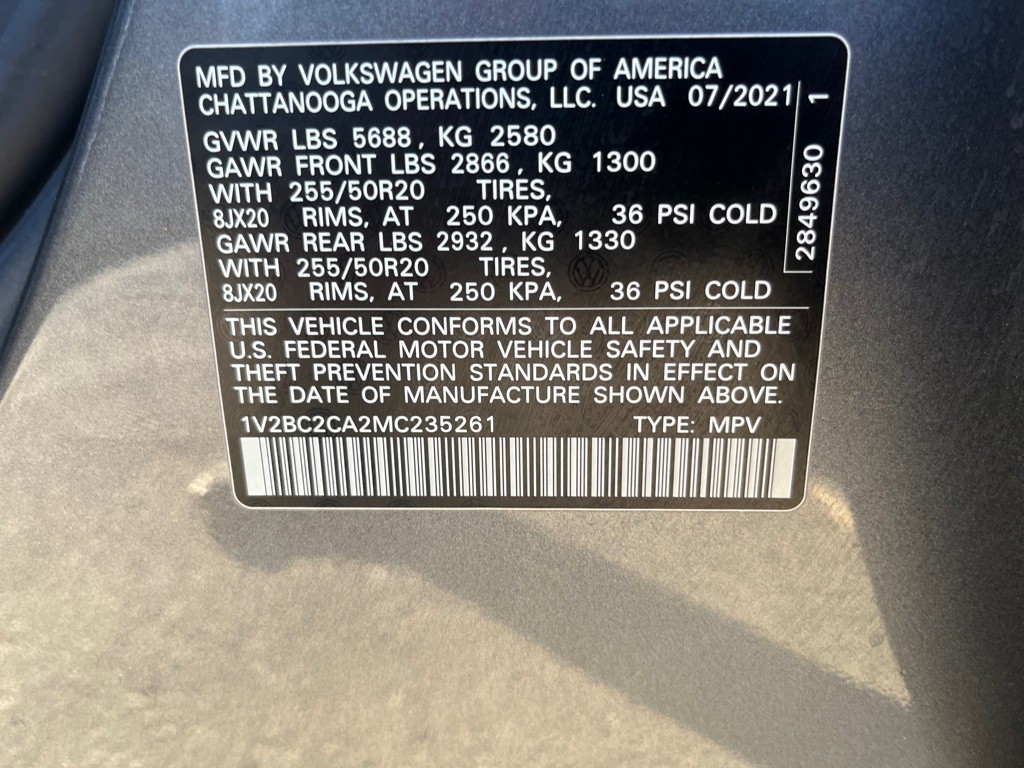 MFD BY VOLKSWAGEN GROUP OF AMERICA
CHATTANOOGA OPERATIONS, LLC. USA 07/2021
GVWR LBS 5688, KG 2580
GAWR FRONT LBS 2866, KG 1300
WITH 255/50R20 TIRES,
8JX20 RIMS, AT 250 KPA, 36 PSI COLD
GAWR REAR LBS 2932, KG 1330
WITH 255/50R20 TIRES,
8JX20 RIMS, AT 250 KPA, 36 PSI COLD
2849630 1
THIS VEHICLE CONFORMS TO ALL APPLICABLE
U.S. FEDERAL MOTOR VEHICLE SAFETY AND
THEFT PREVENTION STANDARDS IN EFFECT ON
THE DATE OF MANUFACTURE SHOWN ABOVE.
1V2BC2CA2MC235261 TYPE: MPV